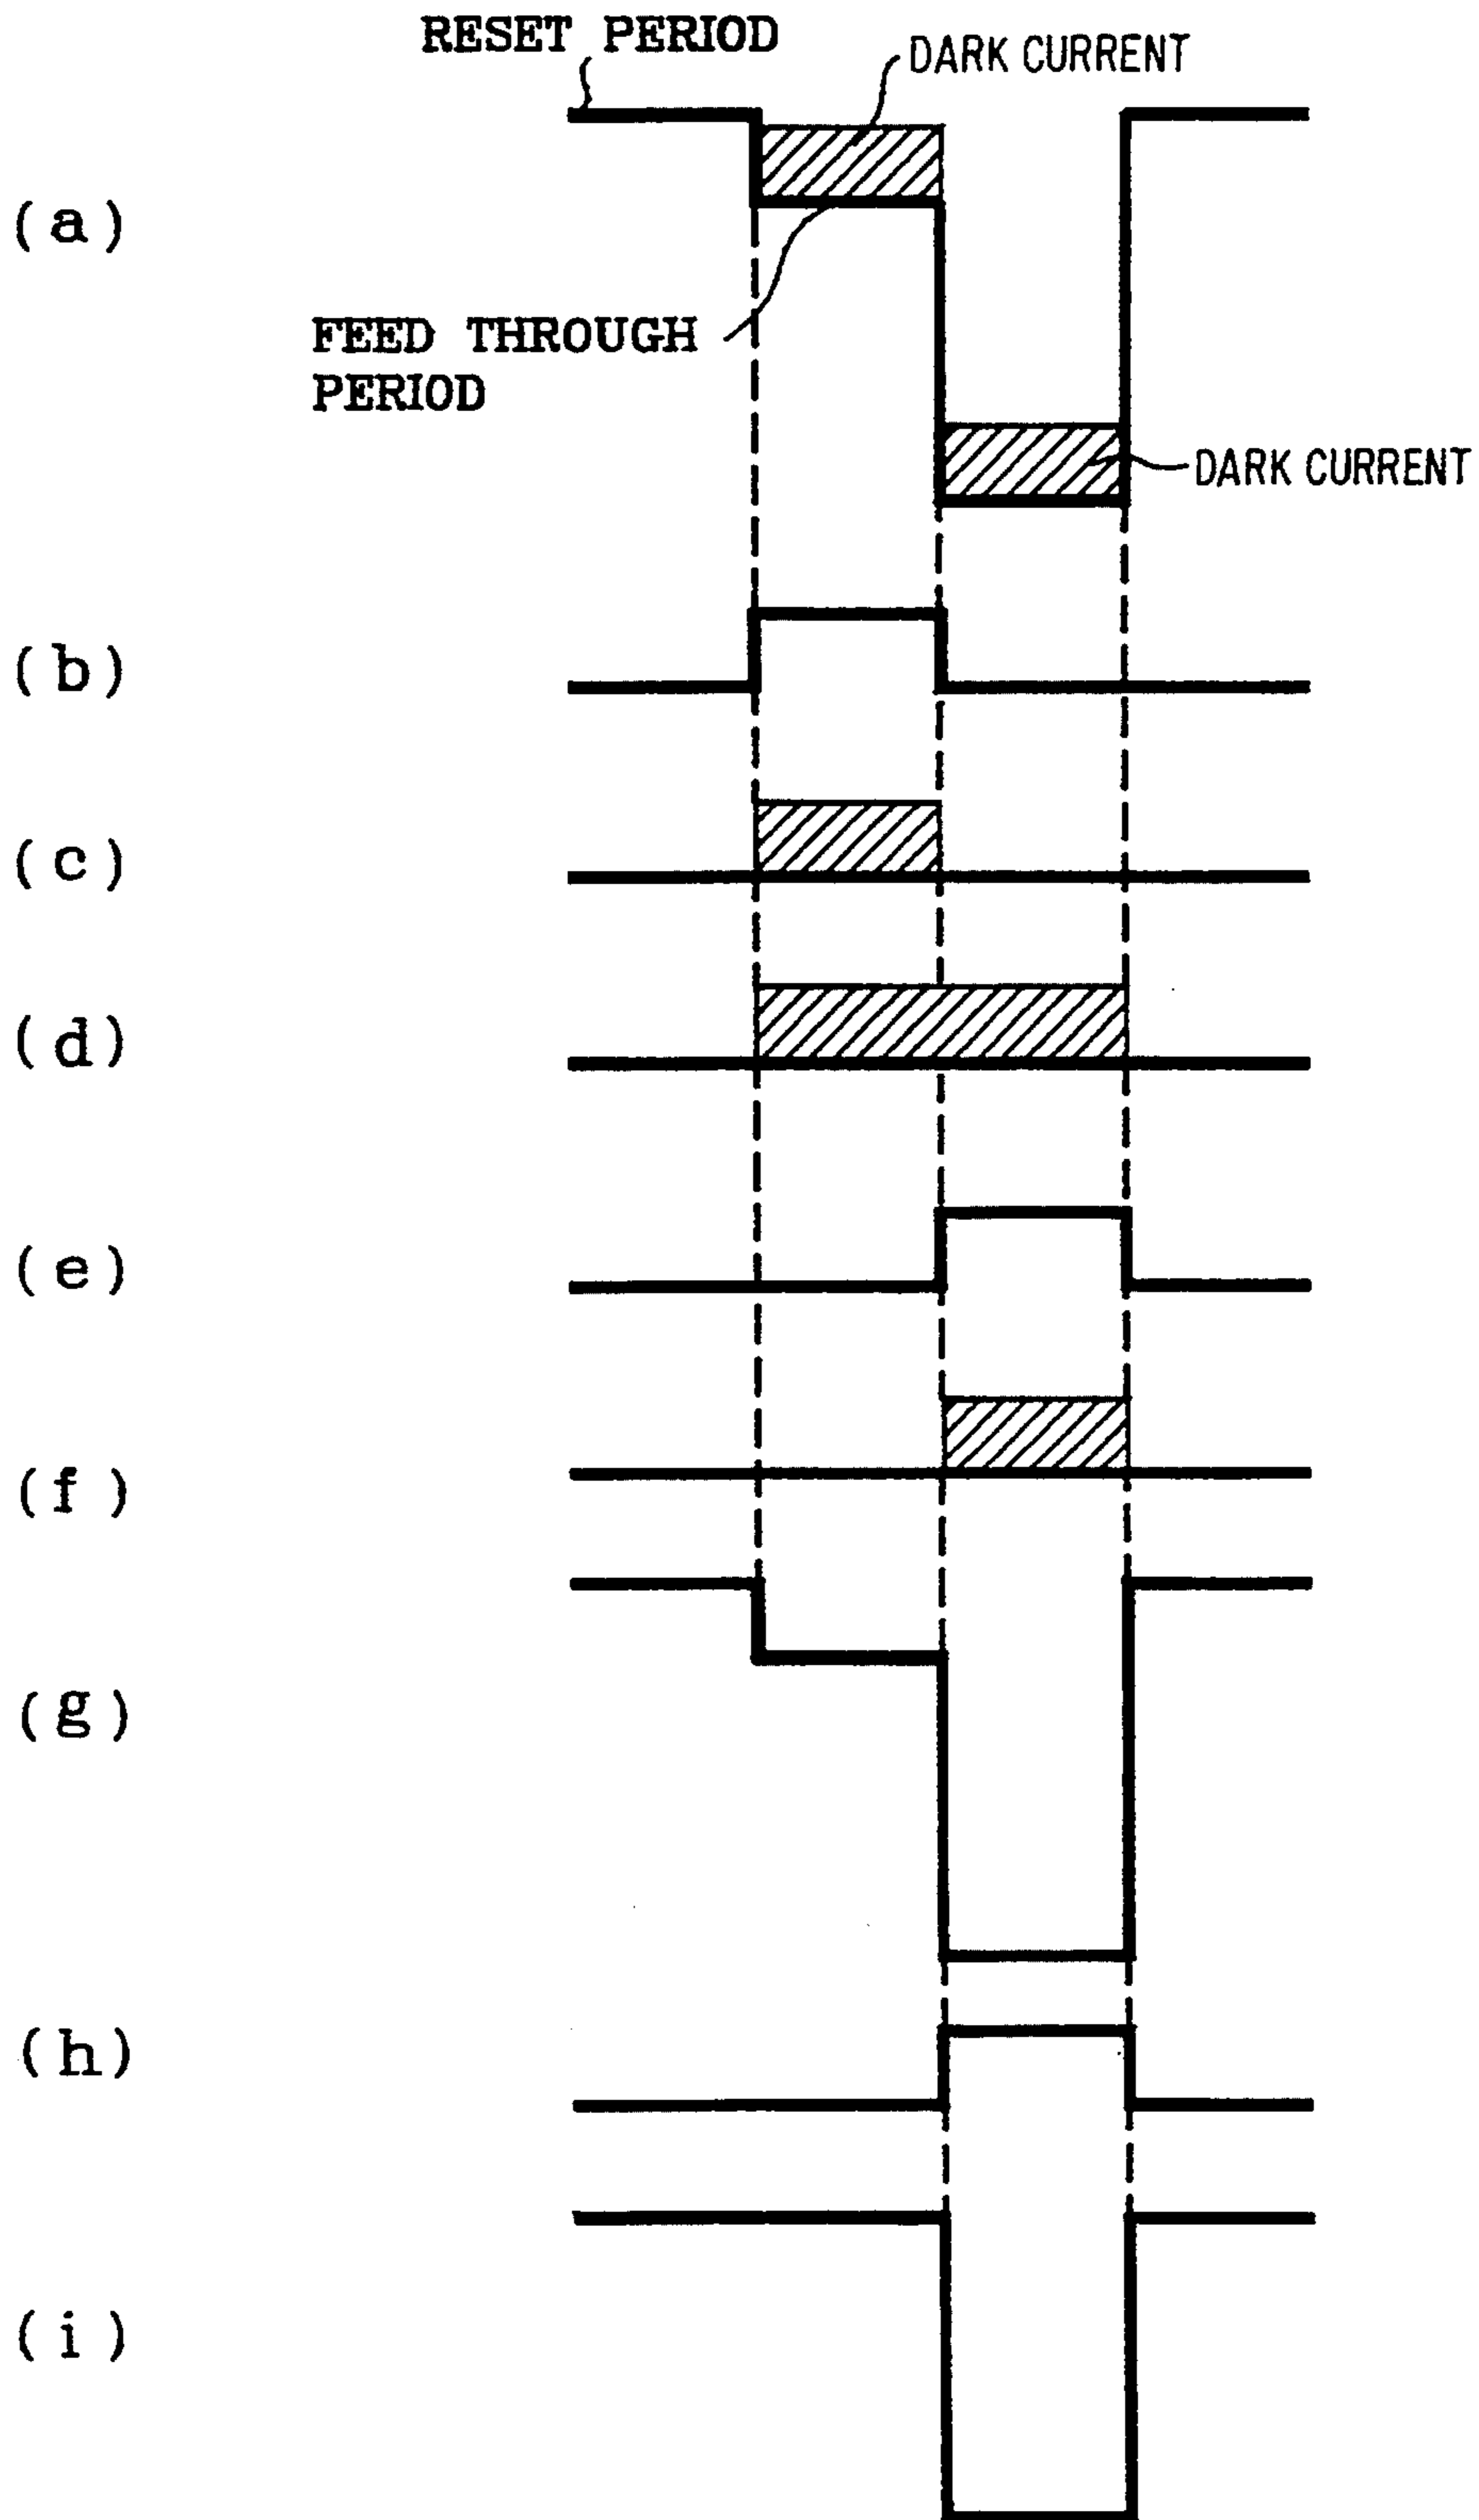 RESET PERIOD
DARK CURRENT
(a)
FEED THROUGH
PERIOD
DARK CURRENT
(b)
(c)
(d)
(e)
(f)
(g)
(h)
(i)